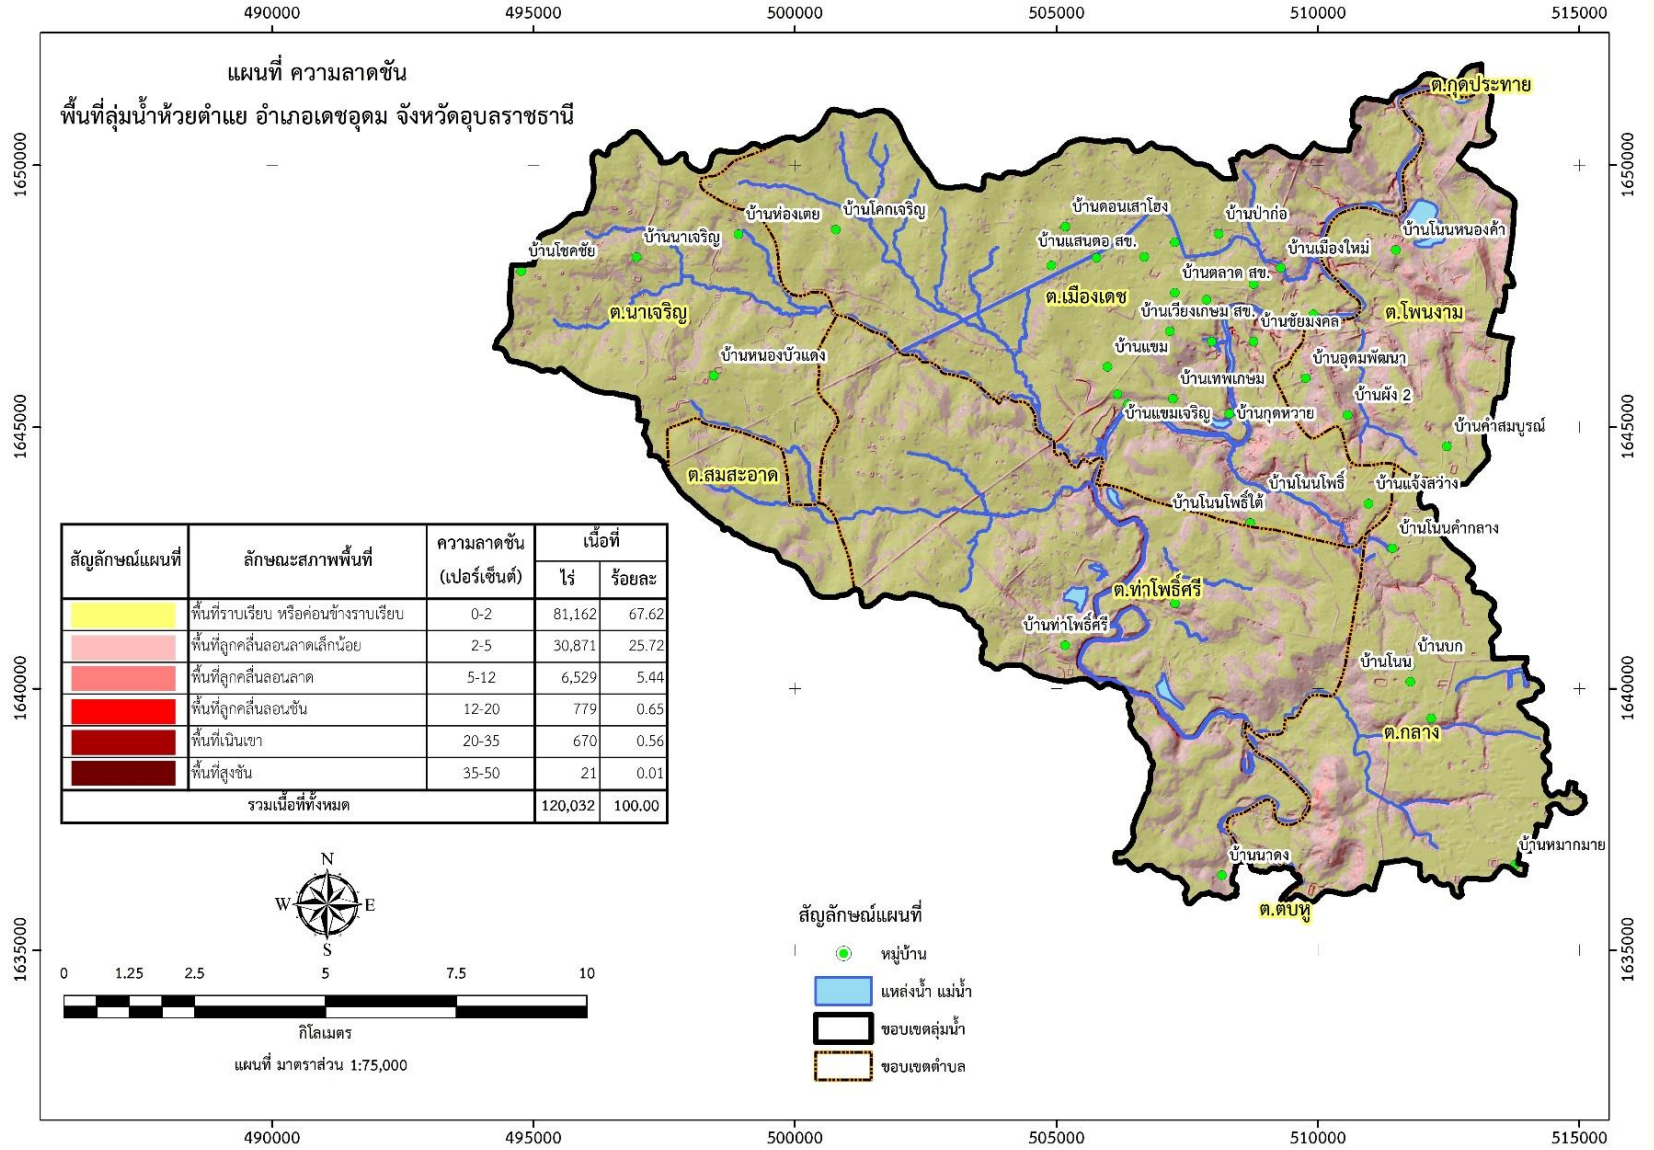 490000 495000 500000 505000 510000 515000
แผนที่ ความลาดชัน
พื้นที่ลุ่มน้ำห้วยตำแย อำเภอเดชอุดม จังหวัดอุบลราชธานี
ต.กุดประทาย
1650000 1650000
บ้านห่องเตย
บ้านโคกเจริญ
บ้านดอนเสาโฮง
บ้านป่าก่อ
บ้านโนนหนองค้า
บ้านโชคชัย
บ้านนาเจริญ
บ้านแสนตอ สข.
บ้านเมืองใหม่
บ้านตลาด สข.
ต.เมืองเดช
ต.นาเจริญ
บ้านเวียงเกษม สข.
บ้านชัยมงคล
ต.โพนงาม
บ้านหนองบัวแดง
บ้านแขม
บ้านอุดมพัฒนา
บ้านเทพเกษม
บ้านผัง 2
บ้านแขมเจริญ
บ้านกุดหวาย
บ้านคำสมบูรณ์
1645000 1645000
ต.สมสะอาด
บ้านโนนโพธิ์
บ้านแจ้งสว่าง
บ้านโนนโพธิ์ใต้
บ้านโนนคำกลาง
ต.ท่าโพธิ์ศรี
บ้านท่าโพธิ์ศรี
บ้านบก
บ้านโนน
1640000 1640000
ต.กลาง
บ้านหมากมาย
บ้านนาดง
ต.ตบหู
1635000 1635000
สัญลักษณ์แผนที่ ลักษณะสภาพพื้นที่ ความลาดชัน (เปอร์เซ็นต์) เนื้อที่
ไร่ ร้อยละ
พื้นที่ราบเรียบ หรือค่อนข้างราบเรียบ 0-2 81,162 67.62
พื้นที่ลูกคลื่นลอนลาดเล็กน้อย 2-5 30,871 25.72
พื้นที่ลูกคลื่นลอนลาด 5-12 6,529 5.44
พื้นที่ลูกคลื่นลอนชัน 12-20 779 0.65
พื้นที่เนินเขา 20-35 670 0.56
พื้นที่สูงชัน 35-50 21 0.01
รวมเนื้อที่ทั้งหมด 120,032 100.00
N
W E
S
0 1.25 2.5 5 7.5 10
กิโลเมตร
แผนที่ มาตราส่วน 1:75,000
สัญลักษณ์แผนที่
หมู่บ้าน
แหล่งน้ำ แม่น้ำ
ขอบเขตลุ่มน้ำ
ขอบเขตตำบล
490000 495000 500000 505000 510000 515000